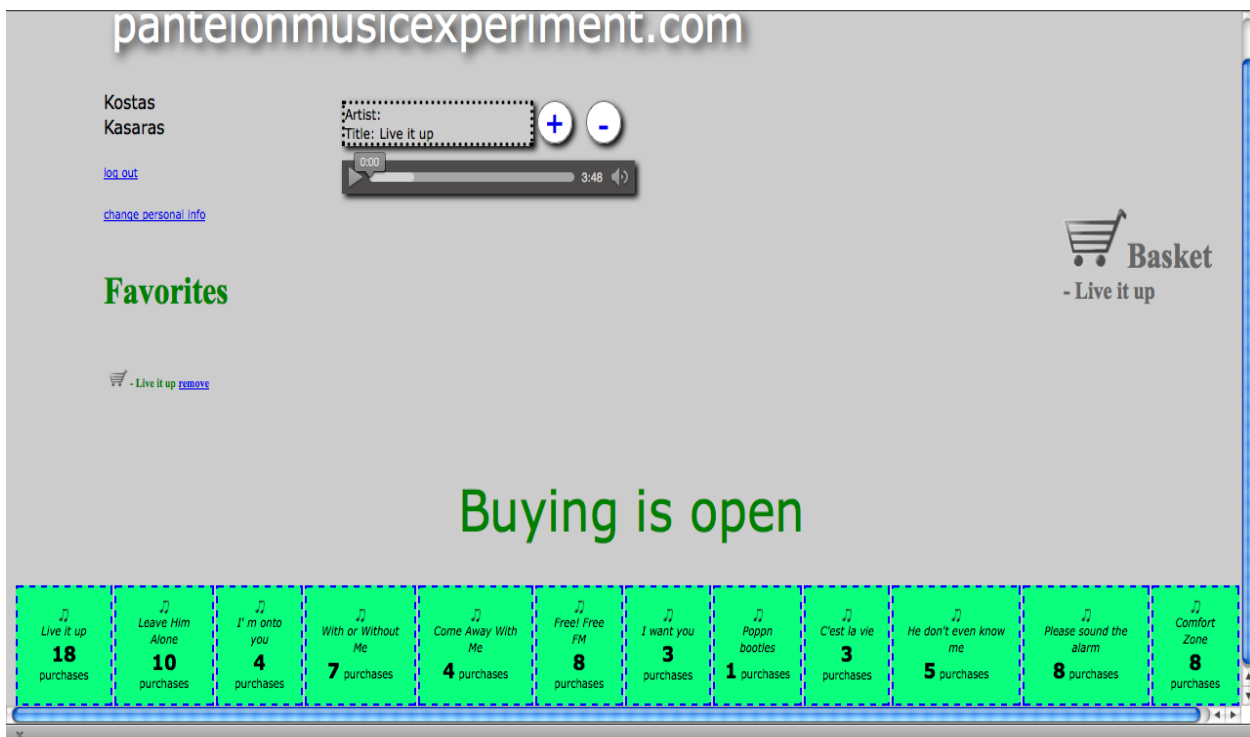 pantelonmusicexperiment.com
Kostas
Kasaras
log out
change personal info
Artist:
Title: Live it up
+ -
0:00
3:48
Basket
- Live it up
Favorites
- Live it up remove
Buying is open
Live it up
18
purchases
Leave Him
Alone
10
purchases
I' m onto
you
4
purchases
With or Without
Me
7 purchases
Come Away With
Me
4 purchases
Free! Free
FM
8
purchases
I want you
3
purchases
Poppn
bootles
1 purchases
C'est la vie
3
purchases
He don't even know
me
5 purchases
Please sound the
alarm
8 purchases
Comfort
Zone
8
purchases